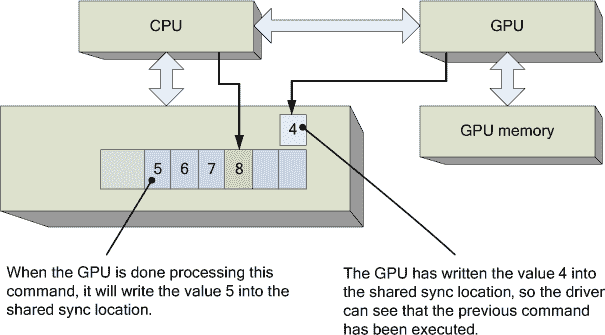 CPU
GPU
4
GPU memory
5 6 7 8
When the GPU is done processing this
command, it will write the value 5 into the
shared sync location.
The GPU has written the value 4 into
the shared sync location, so the driver
can see that the previous command
has been executed.